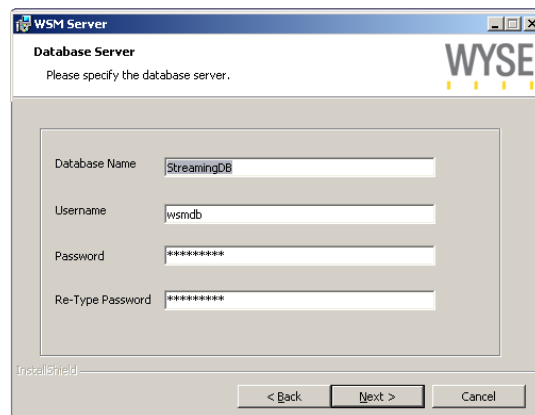 WSM Server
Database Server
Please specify the database server.
WYSE
Database Name StreamingDB
Username wsmdb
Password *********
Re-Type Password *********
InstallShield
< Back Next > Cancel